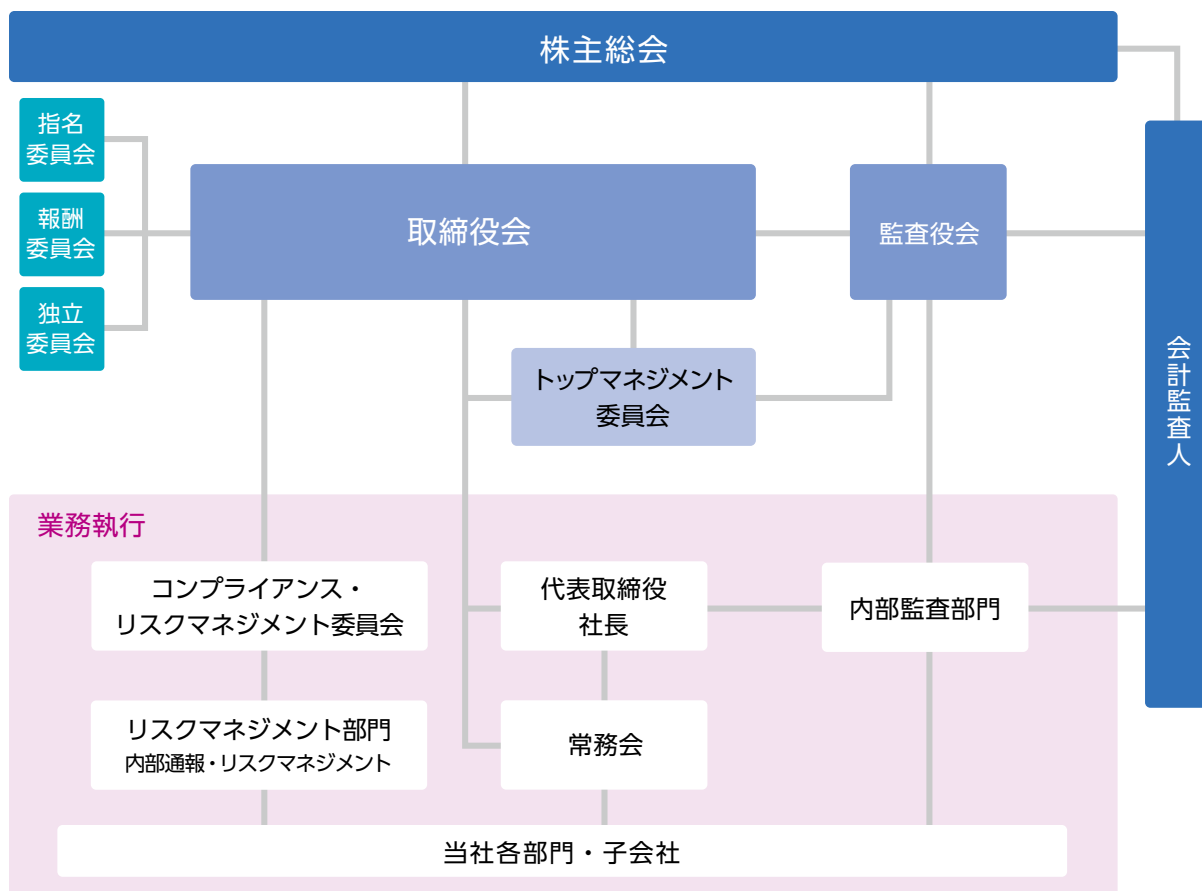 株主総会
指名
委員会
報酬
委員会
独立
委員会
取締役会
監査役会
会計監査人
トップマネジメント
委員会
業務執行
コンプライアンス・
リスクマネジメント委員会
代表取締役
社長
内部監査部門
リスクマネジメント部門
内部通報・リスクマネジメント
常務会
当社各部門・子会社